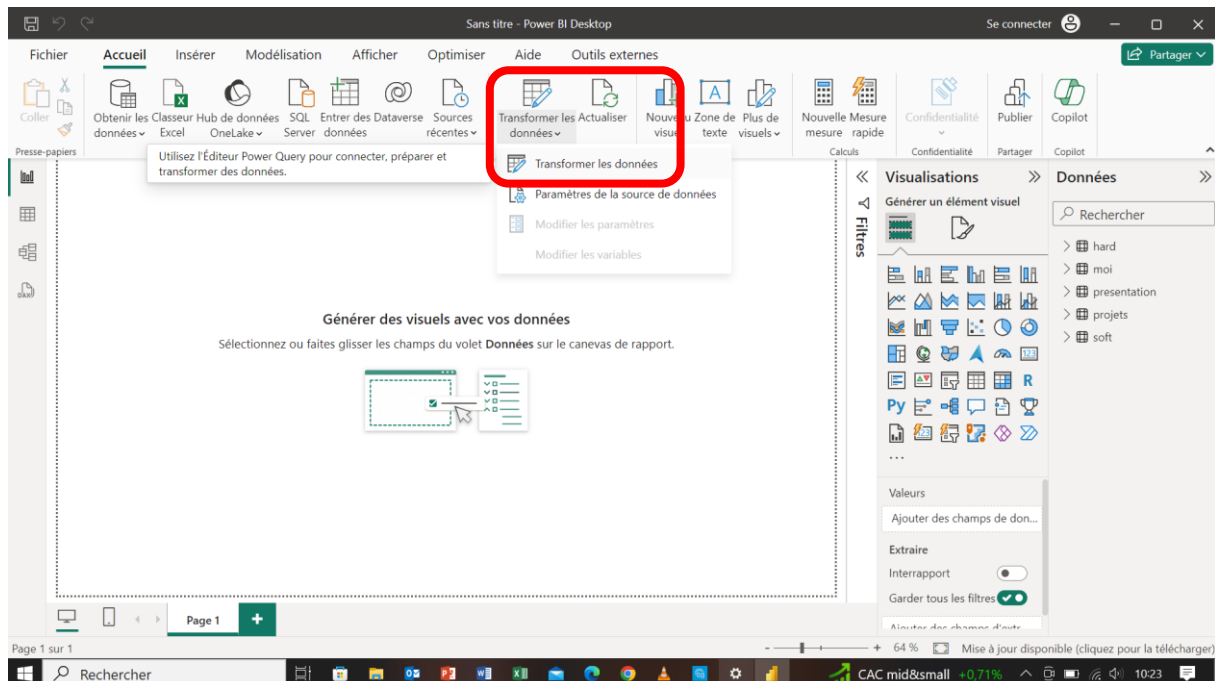 Sans titre - Power BI Desktop
Se connecter
Fichier
Accueil
Insérer
Modélisation
Afficher
Optimiser
Aide
Outils externes
Partager
Coller
Obtenir les données
Classeur Excel
Hub de données OneLake
SQL Server
Entrer des données
Dataverse
Sources récentes
Transformer les données
Actualiser
Zone de texte
Plus de visuels
Nouvelle mesure
Mesure rapide
Confidentialité
Publier
Copilot
Presse-papiers
Calculs
Confidentialité
Partager
Copilot
Utilisez l'Éditeur Power Query pour connecter, préparer et
transformer des données.
Transformer les données
Paramètres de la source de données
Modifier les paramètres
Modifier les variables
Générer des visuels avec vos données
Sélectionnez ou faites glisser les champs du volet Données sur le canevas de rapport.
Filtres
Visualisations
Générer un élément visuel
123
R
Py
...
Valeurs
Ajouter des champs de don...
Extraire
Interrapport
Garder tous les filtres
Données
Rechercher
hard
moi
presentation
projets
soft
Page 1
Page 1 sur 1
64 %
Mise à jour disponible (cliquez pour la télécharger)
Rechercher
CAC mid&small +0,71%
10:23